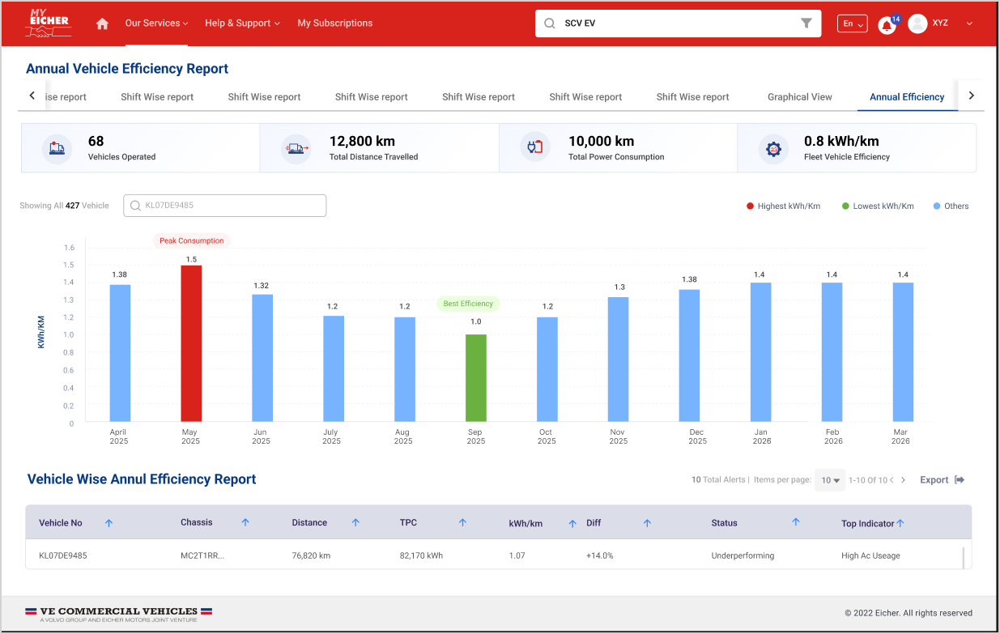 MY
EICHER
Our Services
Help & Support
My Subscriptions
SCV EV
En
14
XYZ
Annual Vehicle Efficiency Report
ise report
Shift Wise report
Shift Wise report
Shift Wise report
Shift Wise report
Shift Wise report
Shift Wise report
Graphical View
Annual Efficiency
68
Vehicles Operated
12,800 km
Total Distance Travelled
10,000 km
Total Power Consumption
0.8 kWh/km
Fleet Vehicle Efficiency
Showing All 427 Vehicle
KL07DE9485
Highest kWh/Km
Lowest kWh/Km
Others
KWh/KM
1.6
1.5
1.4
1.3
1.2
1.0
0.8
0.6
0.4
0.2
0
Peak Consumption
Best Efficiency
1.38
1.5
1.32
1.2
1.2
1.0
1.2
1.3
1.38
1.4
1.4
1.4
April
2025
May
2025
Jun
2025
July
2025
Aug
2025
Sep
2025
Oct
2025
Nov
2025
Dec
2025
Jan
2026
Feb
2026
Mar
2026
Vehicle Wise Annul Efficiency Report
10 Total Alerts |
Items per page:
10
1-10 Of 10
Export
Vehicle No
Chassis
Distance
TPC
kWh/km
Diff
Status
Top Indicator
KL07DE9485
MC2T1RR...
76,820 km
82,170 kWh
1.07
+14.0%
Underperforming
High Ac Useage
VE COMMERCIAL VEHICLES
A VOLVO GROUP AND EICHER MOTORS JOINT VENTURE
© 2022 Eicher. All rights reserved